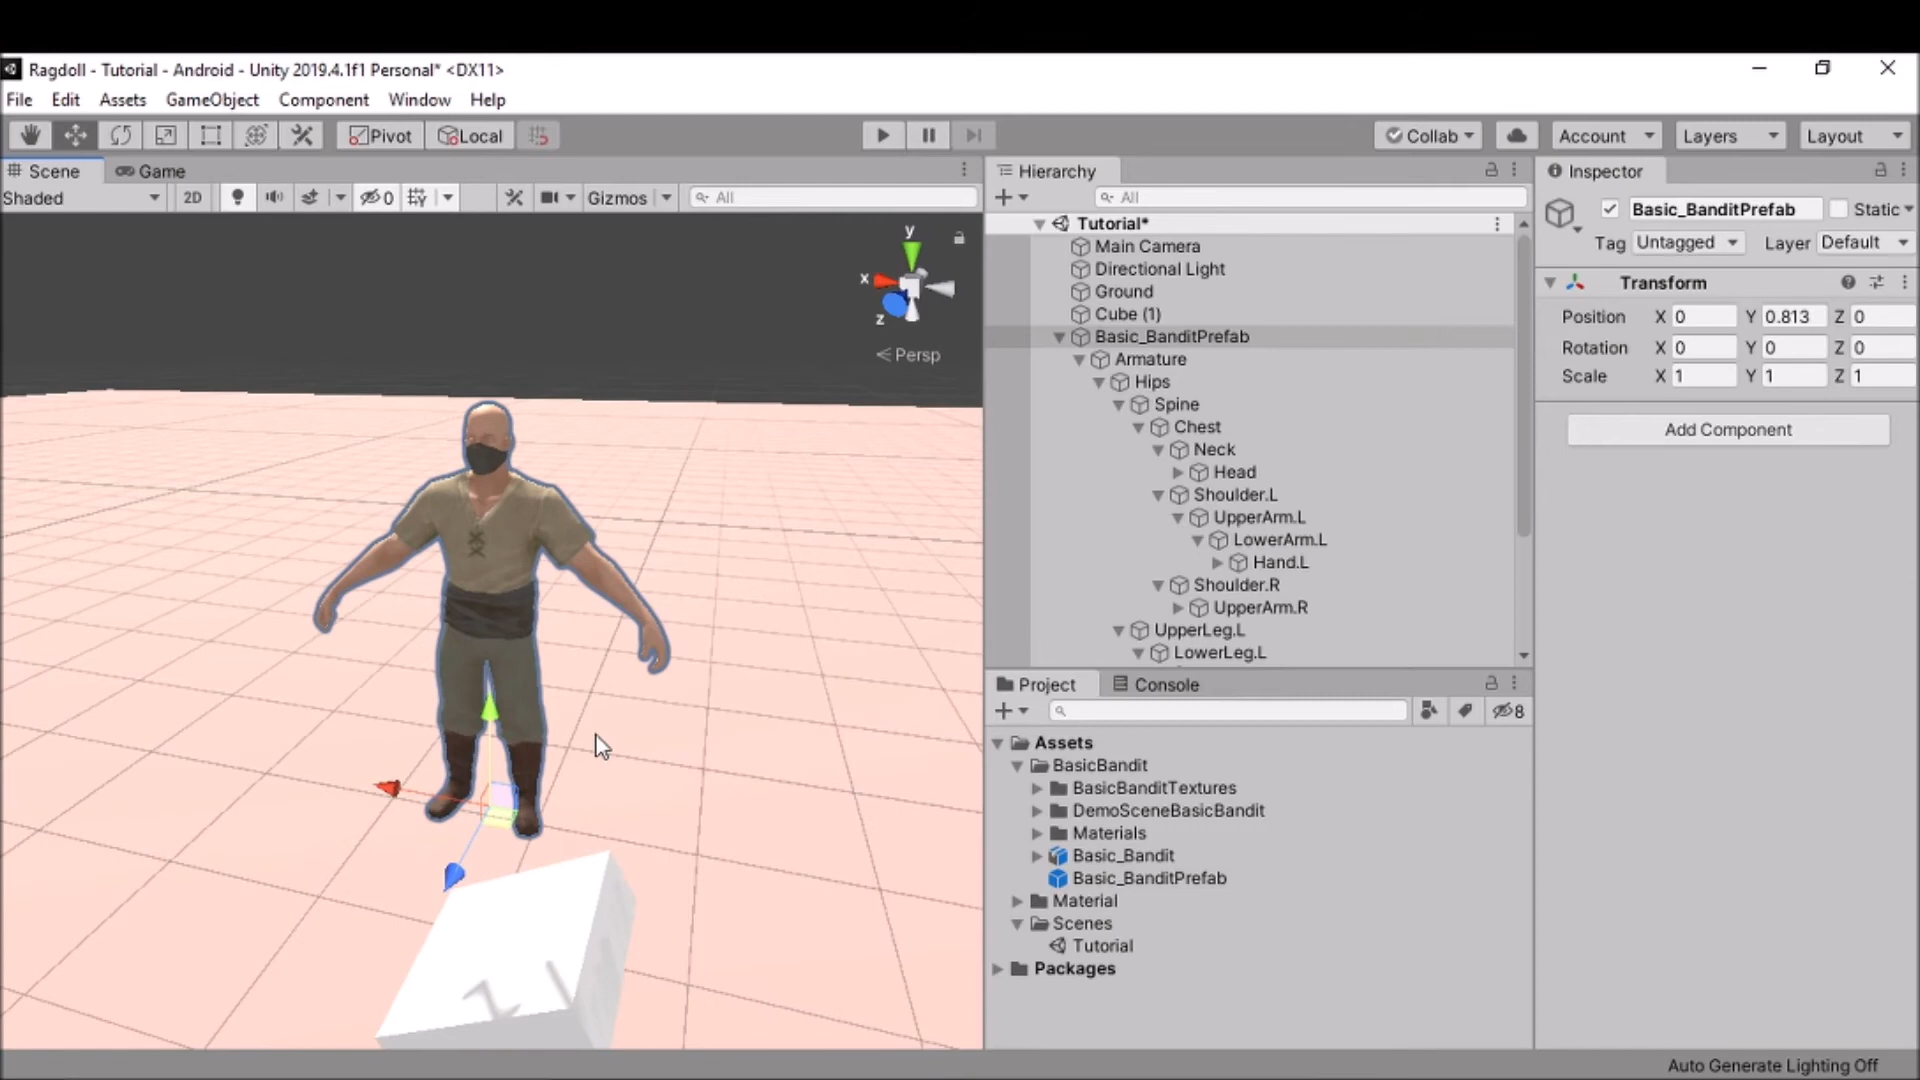 Ragdoll - Tutorial - Android - Unity 2019.4.1f1 Personal* <DX11>
File Edit Assets GameObject Component Window Help
Pivot Local Collab Account Layers Layout
Scene Game
Shaded 2D 0 Gizmos All
y
x
z
Persp
Hierarchy
All
Tutorial*
Main Camera
Directional Light
Ground
Cube (1)
Basic_BanditPrefab
Armature
Hips
Spine
Chest
Neck
Head
Shoulder.L
UpperArm.L
LowerArm.L
Hand.L
Shoulder.R
UpperArm.R
UpperLeg.L
LowerLeg.L
Project Console
8
Assets
BasicBandit
BasicBanditTextures
DemoSceneBasicBandit
Materials
Basic_Bandit
Basic_BanditPrefab
Material
Scenes
Tutorial
Packages
Inspector
Basic_BanditPrefab Static
Tag Untagged Layer Default
Transform
Position X 0 Y 0.813 Z 0
Rotation X 0 Y 0 Z 0
Scale X 1 Y 1 Z 1
Add Component
Auto Generate Lighting Off